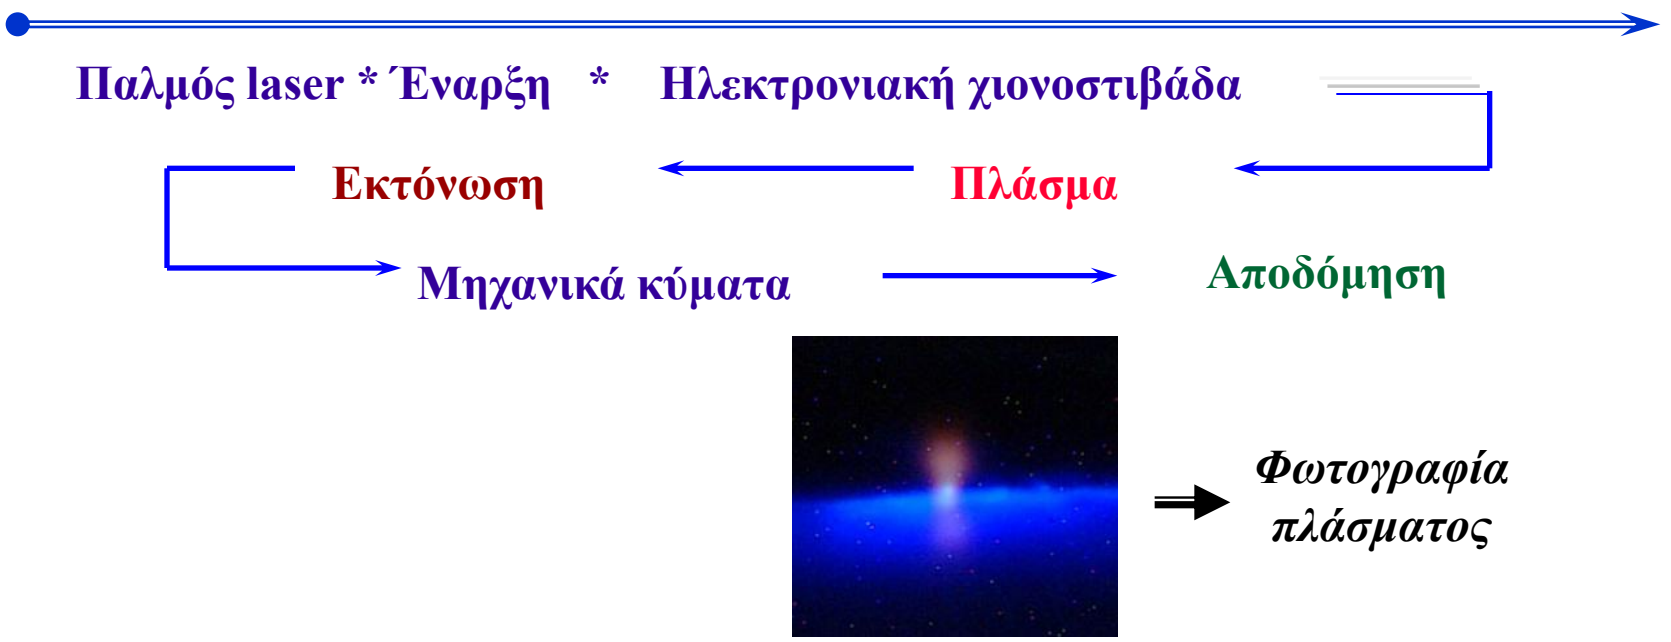 Παλμός laser * Έναρξη * Ηλεκτρονιακή χιονοστιβάδα
Εκτόνωση Πλάσμα
Μηχανικά κύματα Αποδόμηση
Φωτογραφία
πλάσματος